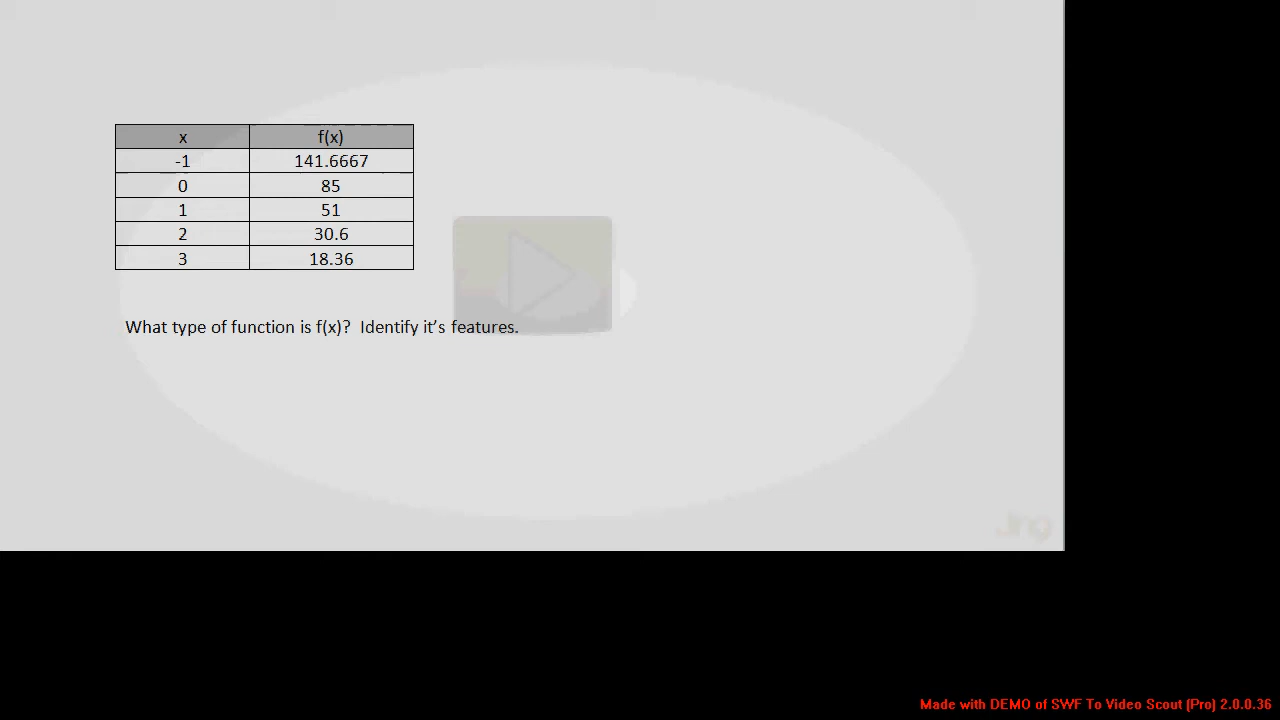 x f(x)
-1 141.6667
0 85
1 51
2 30.6
3 18.36
What type of function is f(x)?  Identify it's features.
Made with DEMO of SWF To Video Scout (Pro) 2.0.0.36